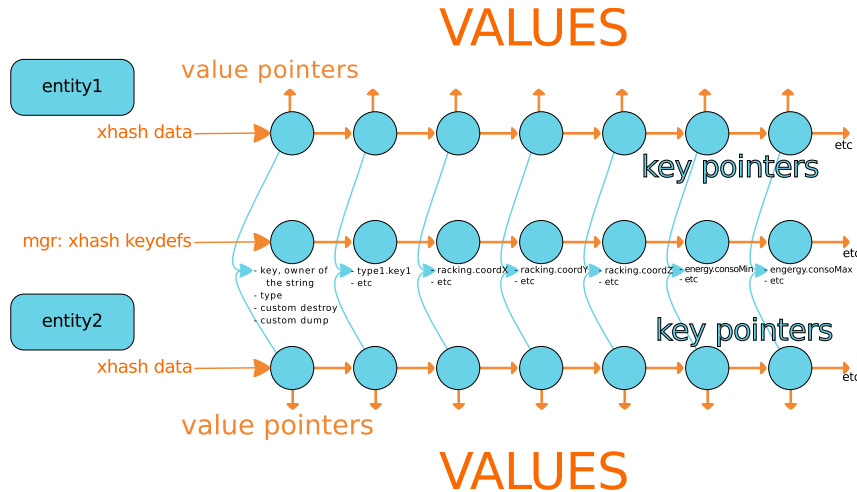 VALUES
value pointers
entity1
xhash data
etc
key pointers
mgr: xhash keydefs
etc
- key, owner of
the string
- type
- custom destroy
- custom dump
- type1.key1
- etc
- racking.coordX
- etc
- racking.coordY
- etc
- racking.coordZ
- etc
- energy.consoMin
- etc
- engergy.consoMax
- etc
entity2
key pointers
xhash data
etc
value pointers
VALUES